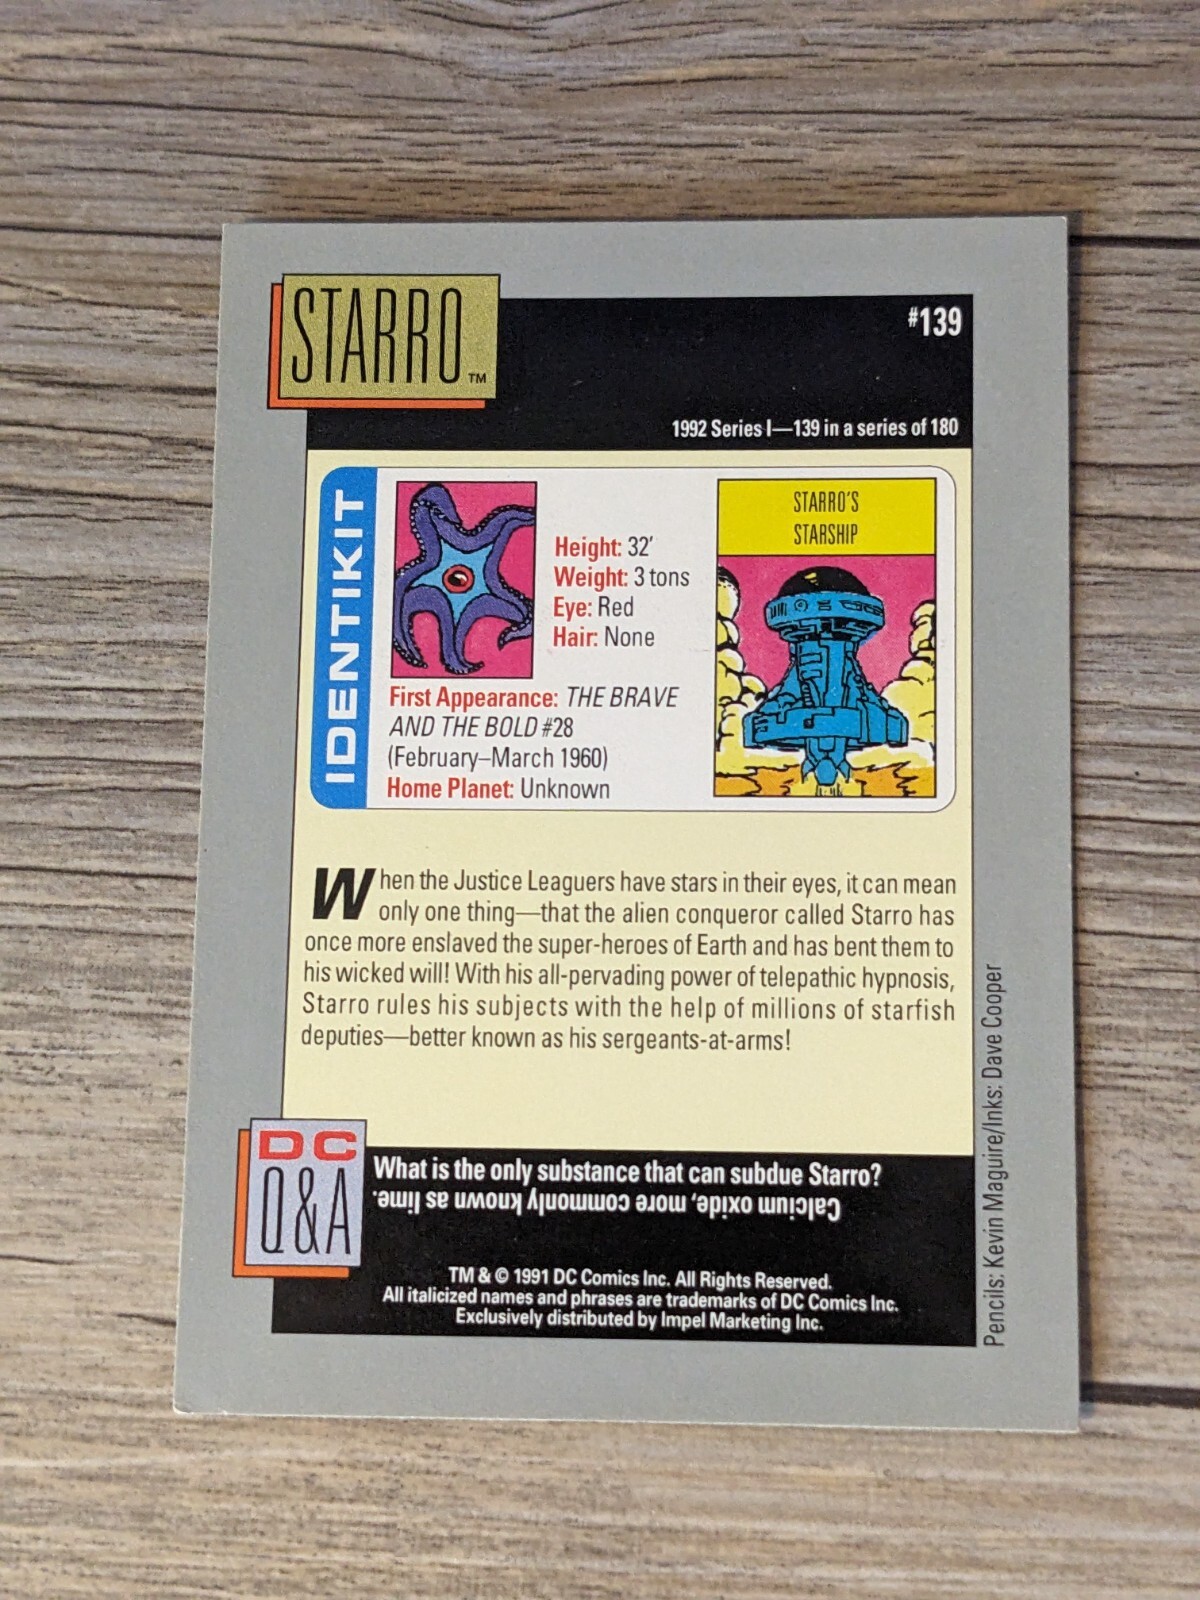 STARRO™
#139
1992 Series I—139 in a series of 180
IDENTIKIT
Height: 32'
Weight: 3 tons
Eye: Red
Hair: None
First Appearance: THE BRAVE
AND THE BOLD #28
(February–March 1960)
Home Planet: Unknown
STARRO'S
STARSHIP
When the Justice Leaguers have stars in their eyes, it can mean
only one thing—that the alien conqueror called Starro has
once more enslaved the super-heroes of Earth and has bent them to
his wicked will! With his all-pervading power of telepathic hypnosis,
Starro rules his subjects with the help of millions of starfish
deputies—better known as his sergeants-at-arms!
Pencils: Kevin Maguire/Inks: Dave Cooper
DC
Q&A
What is the only substance that can subdue Starro?
Calcium oxide, more commonly known as lime.
TM & © 1991 DC Comics Inc. All Rights Reserved.
All italicized names and phrases are trademarks of DC Comics Inc.
Exclusively distributed by Impel Marketing Inc.